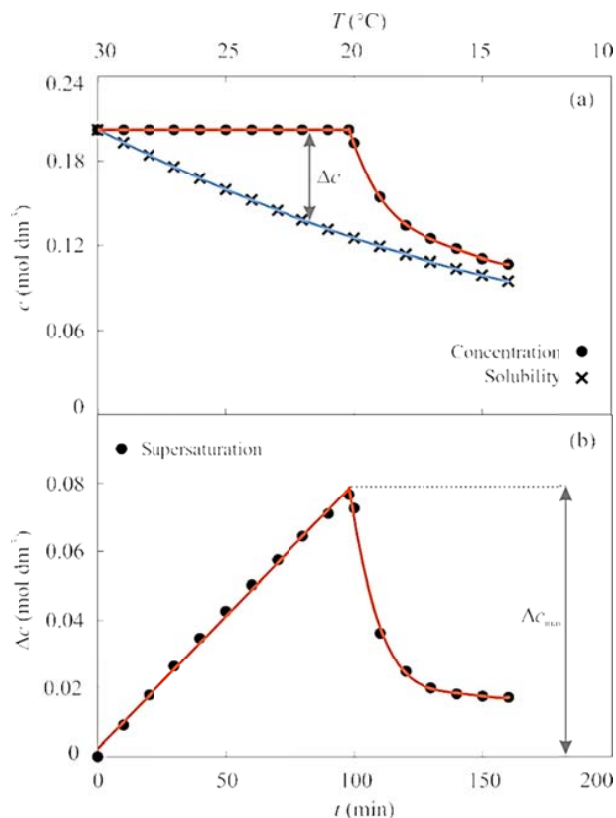 T (°C)
30 25 20 15 10
(a)
0.24
0.18
0.12
0.06
0
c (mol dm⁻³)
Δc
Concentration
Solubility
(b)
Supersaturation
0.08
0.06
0.04
0.02
0
Δc (mol dm⁻³)
Δc
0 50 100 150 200
t (min)